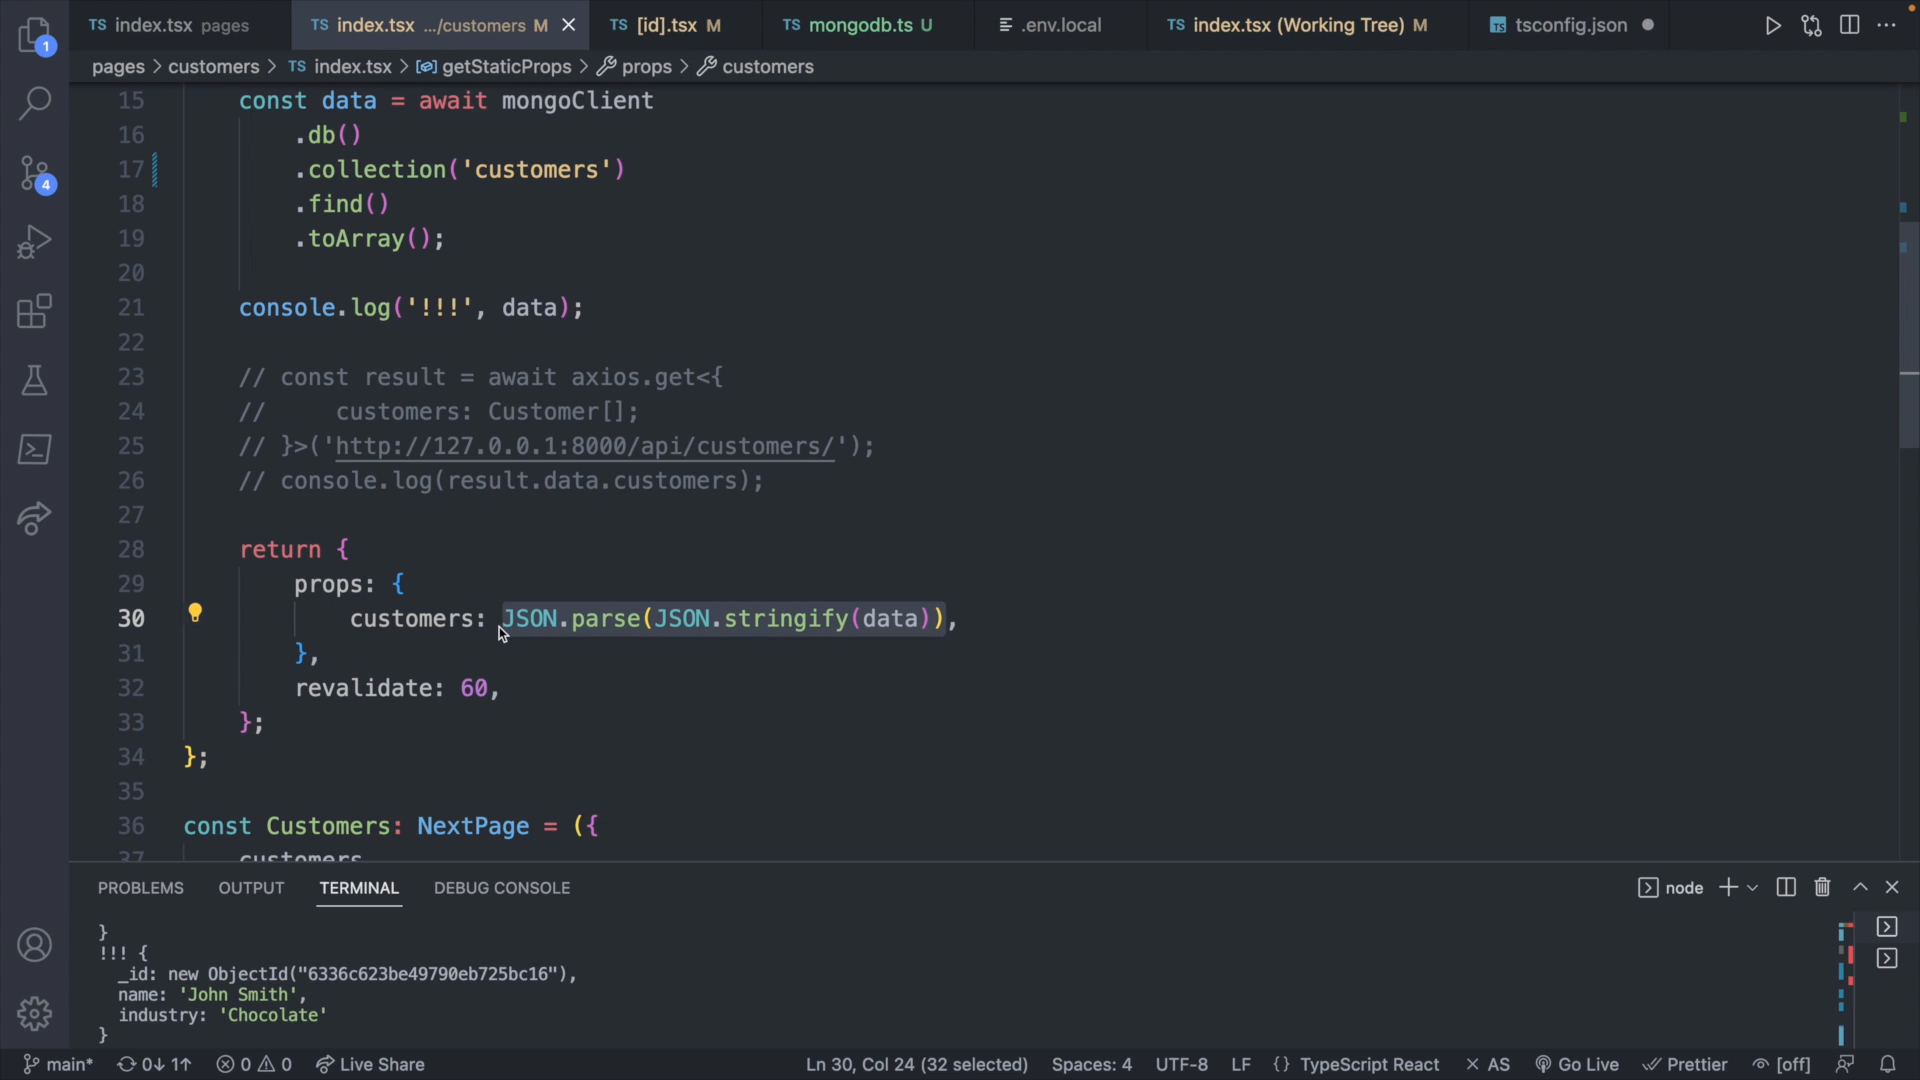 TS index.tsx pages
TS index.tsx .../customers M
TS [id].tsx M
TS mongodb.ts U
.env.local
TS index.tsx (Working Tree) M
TS tsconfig.json
pages > customers > TS index.tsx > getStaticProps > props > customers
15 const data = await mongoClient
16 .db()
17 .collection('customers')
18 .find()
19 .toArray();
20
21 console.log('!!!', data);
22
23 // const result = await axios.get<{
24 // customers: Customer[];
25 // }>('http://127.0.0.1:8000/api/customers/');
26 // console.log(result.data.customers);
27
28 return {
29 props: {
30 customers: JSON.parse(JSON.stringify(data)),
31 },
32 revalidate: 60,
33 };
34 };
35
36 const Customers: NextPage = ({
37 customers
PROBLEMS OUTPUT TERMINAL DEBUG CONSOLE
node
}
!!! {
_id: new ObjectId("6336c623be49790eb725bc16"),
name: 'John Smith',
industry: 'Chocolate'
}
1
4
main* 0↓ 1↑ 0 0 Live Share
Ln 30, Col 24 (32 selected) Spaces: 4 UTF-8 LF {} TypeScript React × AS Go Live Prettier [off]